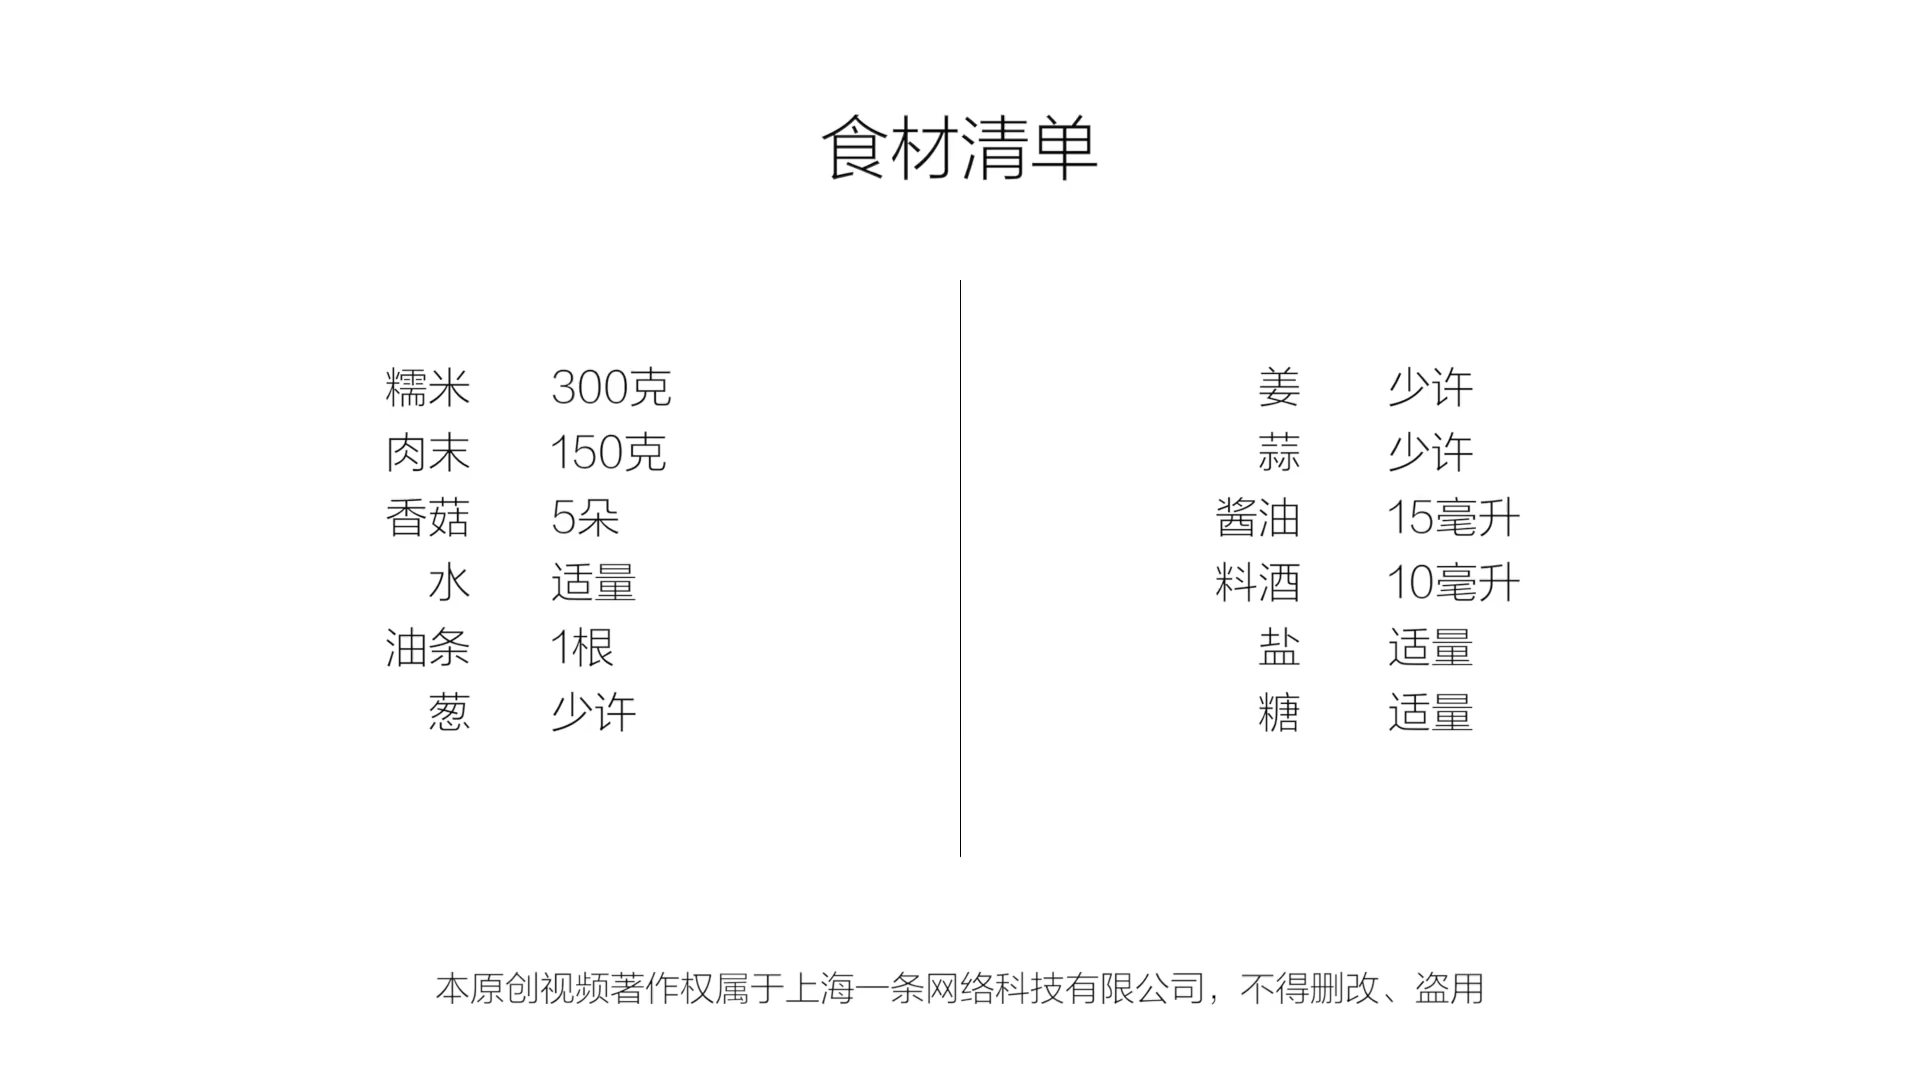 食材清单
糯米 300克
肉末 150克
香菇 5朵
水 适量
油条 1根
葱 少许
姜 少许
蒜 少许
酱油 15毫升
料酒 10毫升
盐 适量
糖 适量
本原创视频著作权属于上海一条网络科技有限公司，不得删改、盗用